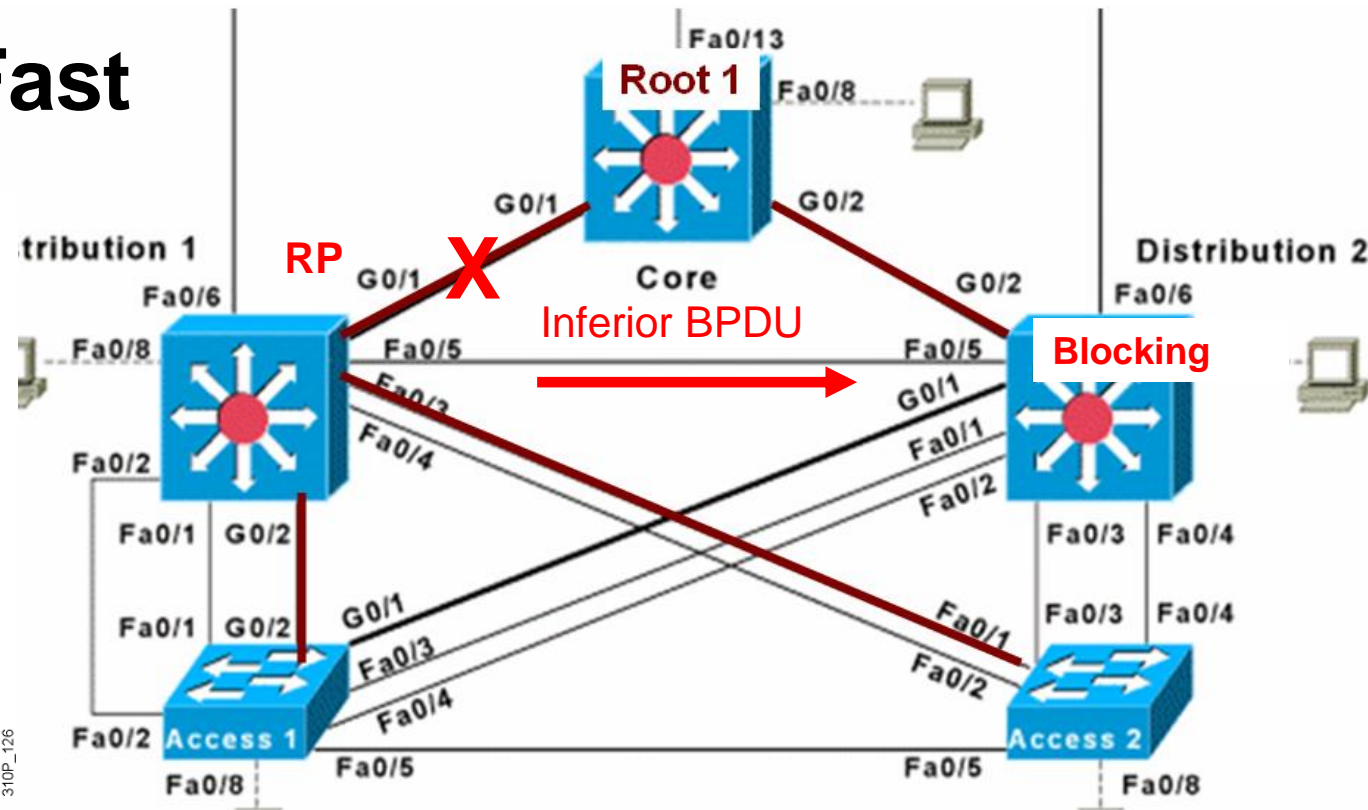 Fast
Fa0/13
Root 1
Fa0/8
G0/1
G0/2
tribution 1
RP
G0/1
X
Core
G0/2
Distribution 2
Fa0/6
Fa0/6
Inferior BPDU
Fa0/8
Fa0/5
Fa0/5
Blocking
Fa0/3
G0/1
Fa0/4
Fa0/1
Fa0/2
Fa0/2
Fa0/1
G0/2
Fa0/3
Fa0/4
G0/1
Fa0/1
Fa0/3
Fa0/4
Fa0/1
G0/2
Fa0/3
Fa0/2
Fa0/4
Fa0/2
Access 1
Access 2
Fa0/5
Fa0/5
Fa0/8
Fa0/8
310P_126